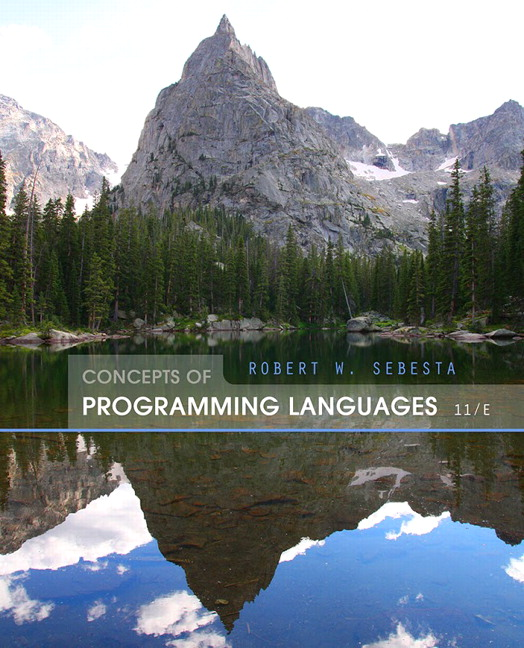 ROBERT W. SEBESTA
CONCEPTS OF
PROGRAMMING LANGUAGES 11/E